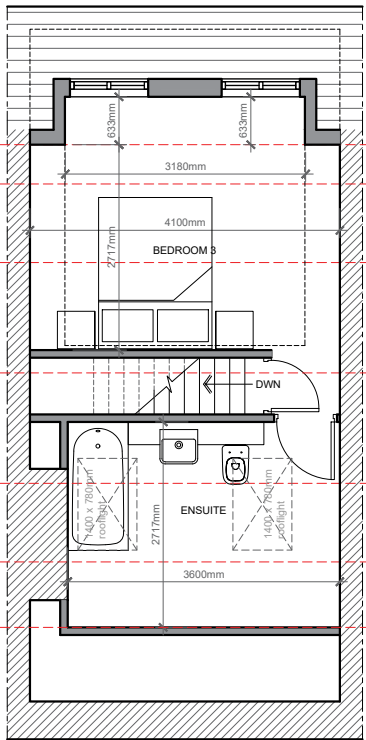 633mm
633mm
3180mm
4100mm
2717mm
BEDROOM 3
DWN
1400 x 780mm
rooflight
1400 x 780mm
rooflight
ENSUITE
2717mm
3600mm